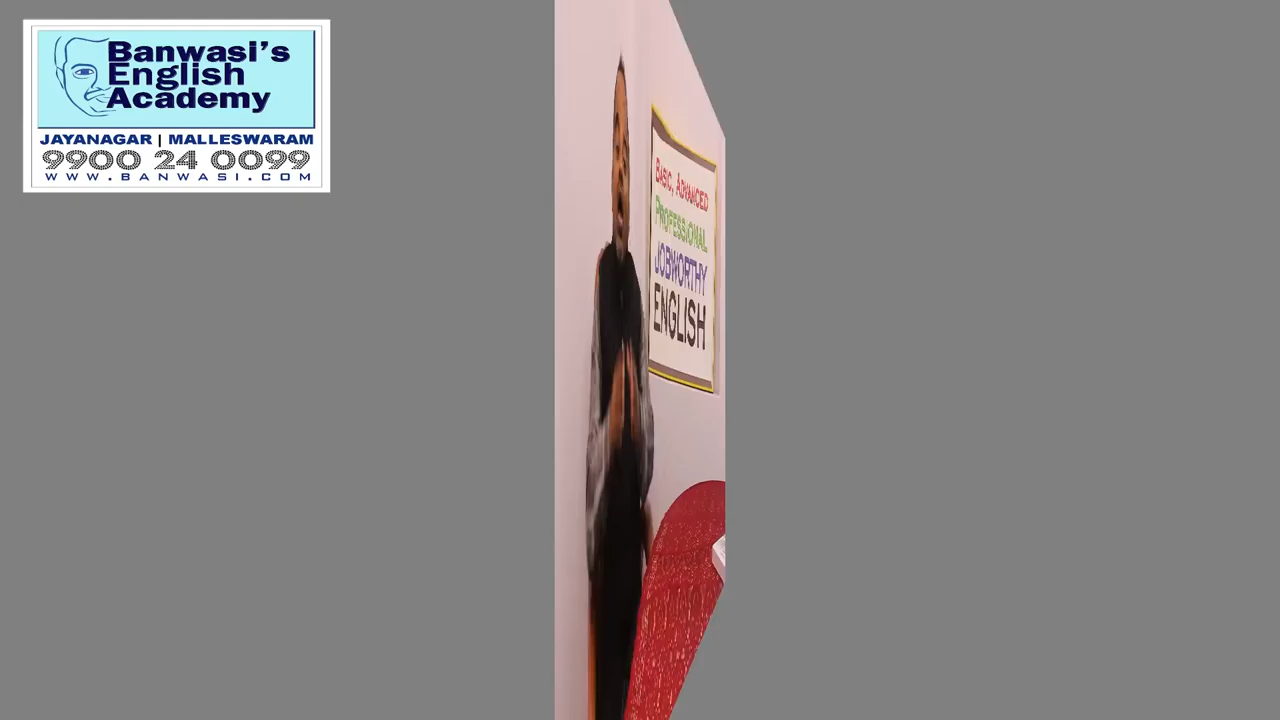 Banwasi's
English
Academy
JAYANAGAR | MALLESWARAM
9900 24 0099
WWW.BANWASI.COM
BASIC, ADVANCED
PROFESSIONAL
JOBWORTHY
ENGLISH